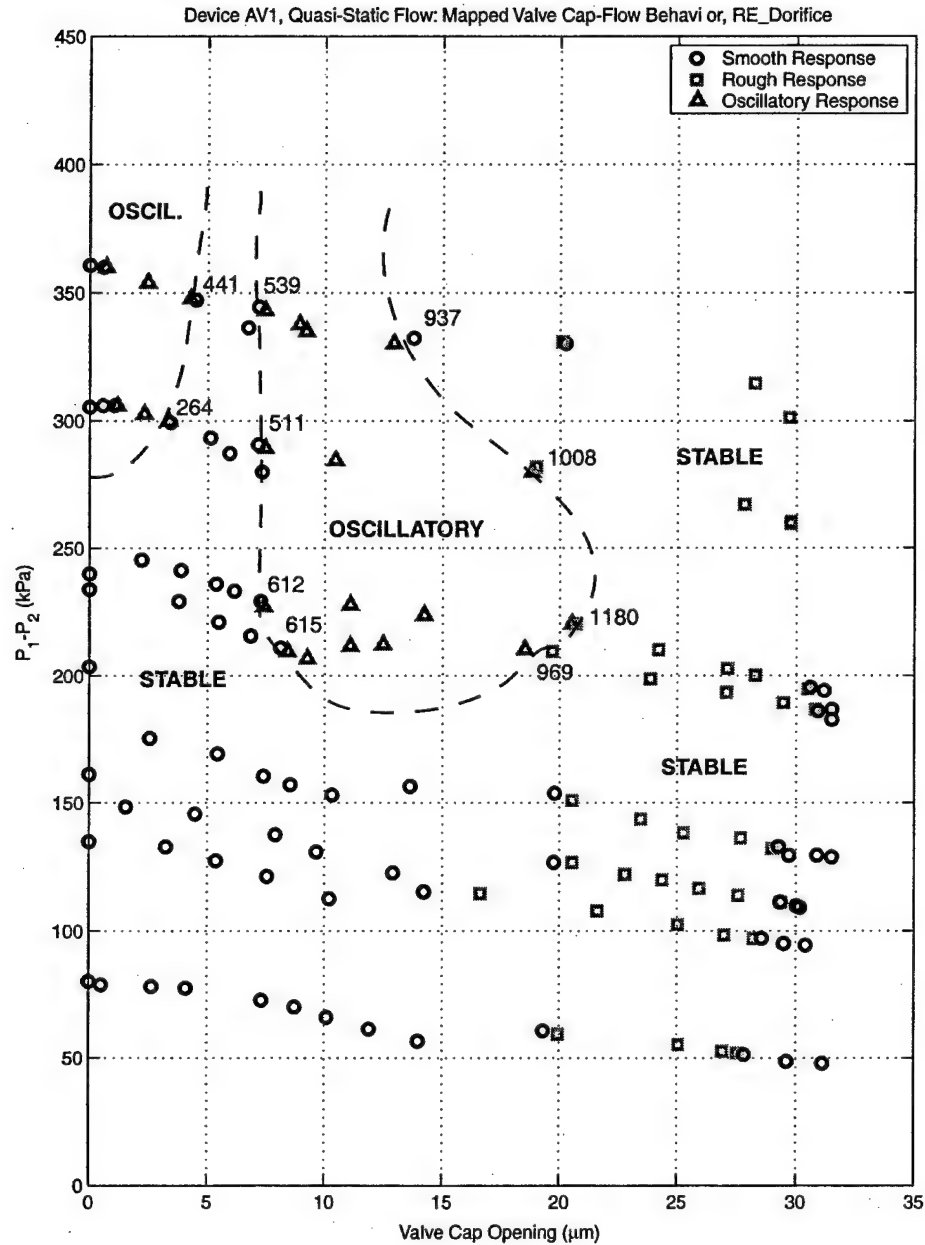 Device AV1, Quasi-Static Flow: Mapped Valve Cap-Flow Behavi or, RE_Dorifice
Smooth Response
Rough Response
Oscillatory Response
450
400
350
300
250
200
150
100
50
0
P1-P2 (kPa)
OSCIL.
441
539
937
264
511
1008
STABLE
OSCILLATORY
612
615
1180
969
STABLE
STABLE
0
5
10
15
20
25
30
35
Valve Cap Opening (μm)